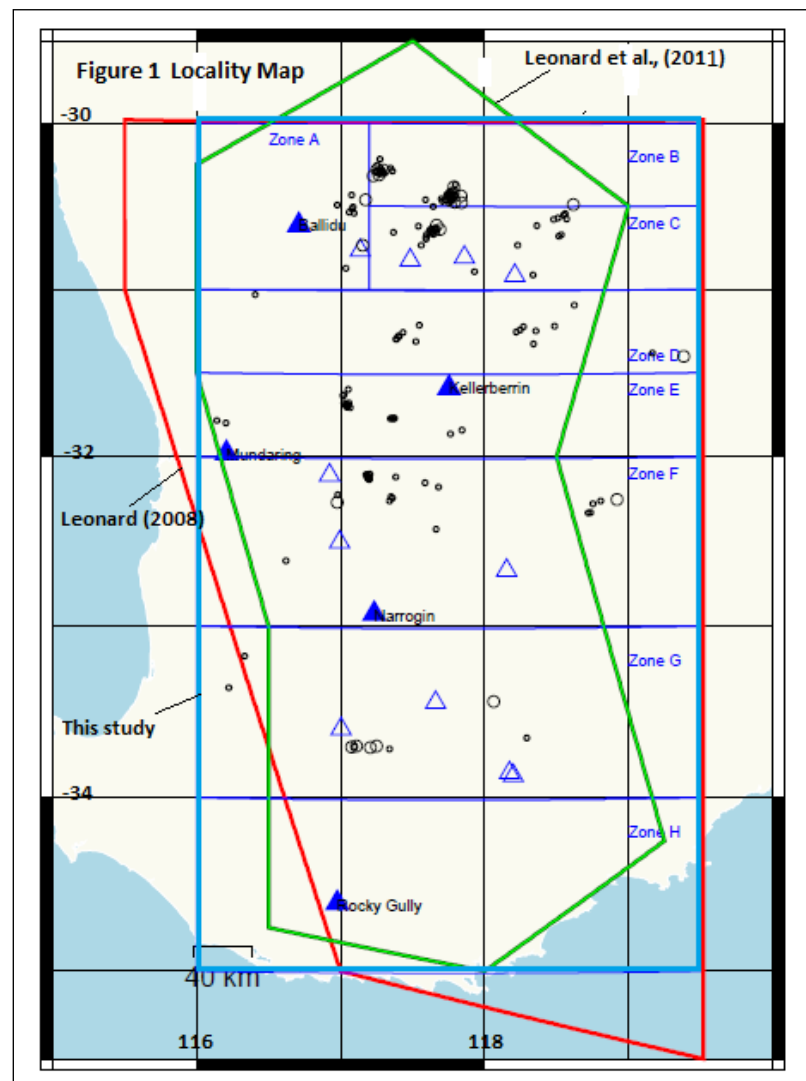 Figure 1 Locality Map
Leonard et al., (2011)
-30
Zone A
Zone B
Zone C
Ballidu
Zone D
Zone E
Kellerberrin
-32
Mundaring
Zone F
Leonard (2008)
Narrogin
Zone G
This study
-34
Zone H
Rocky Gully
40 km
116
118